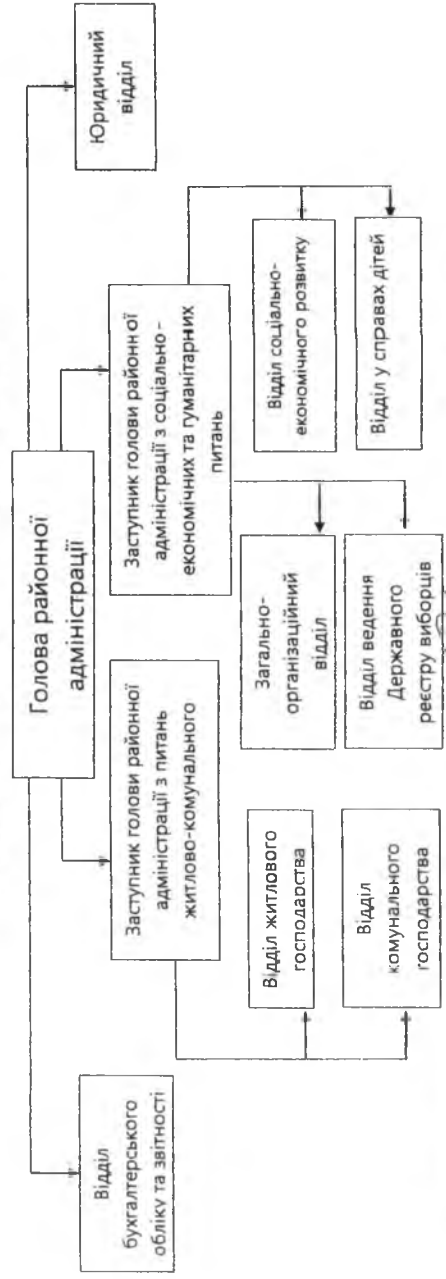 Голова районної
адміністрації
Відділ
бухгалтерського
обліку та звітності
Заступник голови районної
адміністрації з питань
житлово-комунального
Заступник голови районної
адміністрації з соціально –
економічних та гуманітарних
питань
Юридичний
відділ
Відділ житлового
господарства
Відділ
комунального
господарства
Загально-
організаційний
відділ
Відділ ведення
Державного
реєстру виборців
Відділ соціально-
економічного розвитку
Відділ у справах дітей